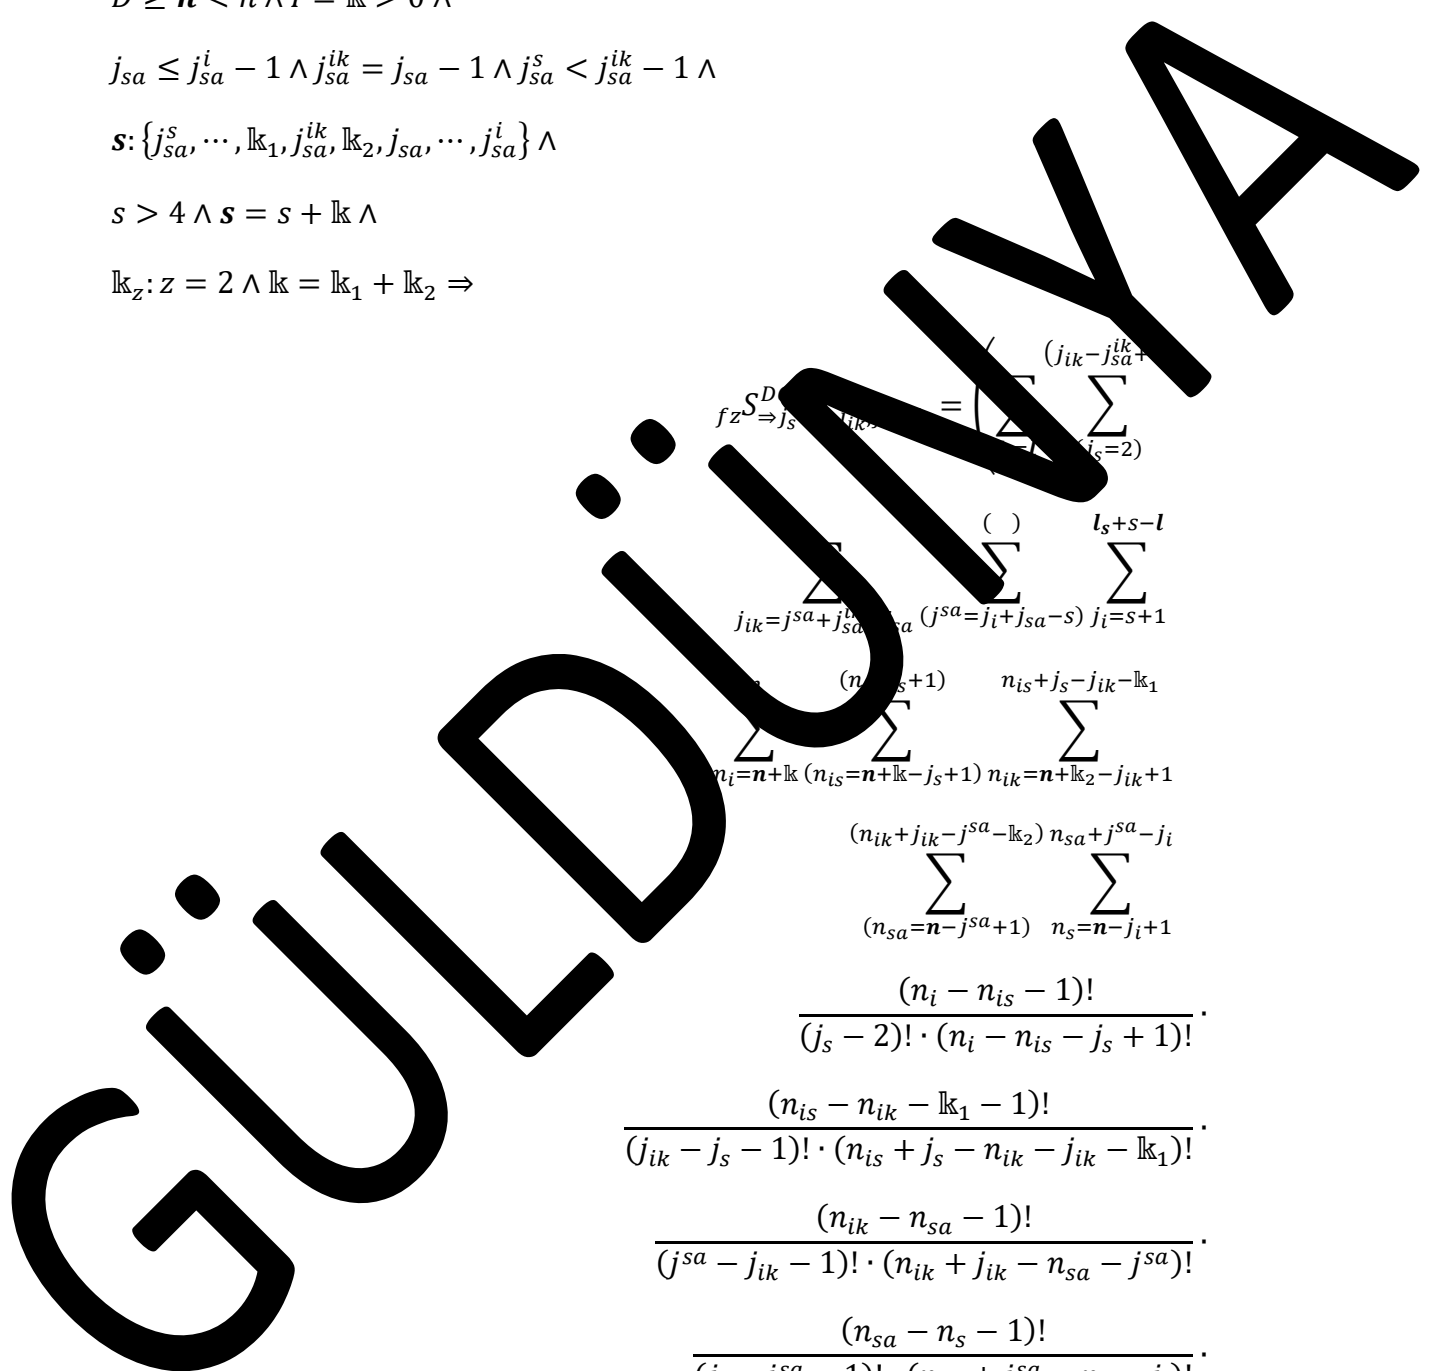 j_{sa} ≤ j_{sa}^{i} − 1 ∧ j_{sa}^{ik} = j_{sa} − 1 ∧ j_{sa}^{s} < j_{sa}^{ik} − 1 ∧
𝒔: {j_{sa}^{s}, ⋯ , 𝕜_1, j_{sa}^{ik}, 𝕜_2, j_{sa}, ⋯ , j_{sa}^{i}} ∧
s > 4 ∧ 𝒔 = s + 𝕜 ∧
𝕜_z: z = 2 ∧ 𝕜 = 𝕜_1 + 𝕜_2 ⇒
(j_{ik}−j_{sa}^{ik}+
_{fz}S = ( ∑ ∑
_s=2)
( ) 𝒍_𝒔+s−𝒍
∑ ∑ ∑
(j^{sa}=j_i+j_{sa}−s) j_i=s+1
n_{is}+j_s−j_{ik}−𝕜_1
∑ ∑ ∑
n_i=𝒏+𝕜 (n_{is}=𝒏+𝕜−j_s+1) n_{ik}=𝒏+𝕜_2−j_{ik}+1
(n_{ik}+j_{ik}−j^{sa}−𝕜_2) n_{sa}+j^{sa}−j_i
∑ ∑
(n_{sa}=𝒏−j^{sa}+1) n_s=𝒏−j_i+1
(n_i − n_{is} − 1)!
(j_s − 2)! · (n_i − n_{is} − j_s + 1)! ·
(n_{is} − n_{ik} − 𝕜_1 − 1)!
(j_{ik} − j_s − 1)! · (n_{is} + j_s − n_{ik} − j_{ik} − 𝕜_1)! ·
(n_{ik} − n_{sa} − 1)!
(j^{sa} − j_{ik} − 1)! · (n_{ik} + j_{ik} − n_{sa} − j^{sa})! ·
(n_{sa} − n_s − 1)!
GÜLDÜNYA